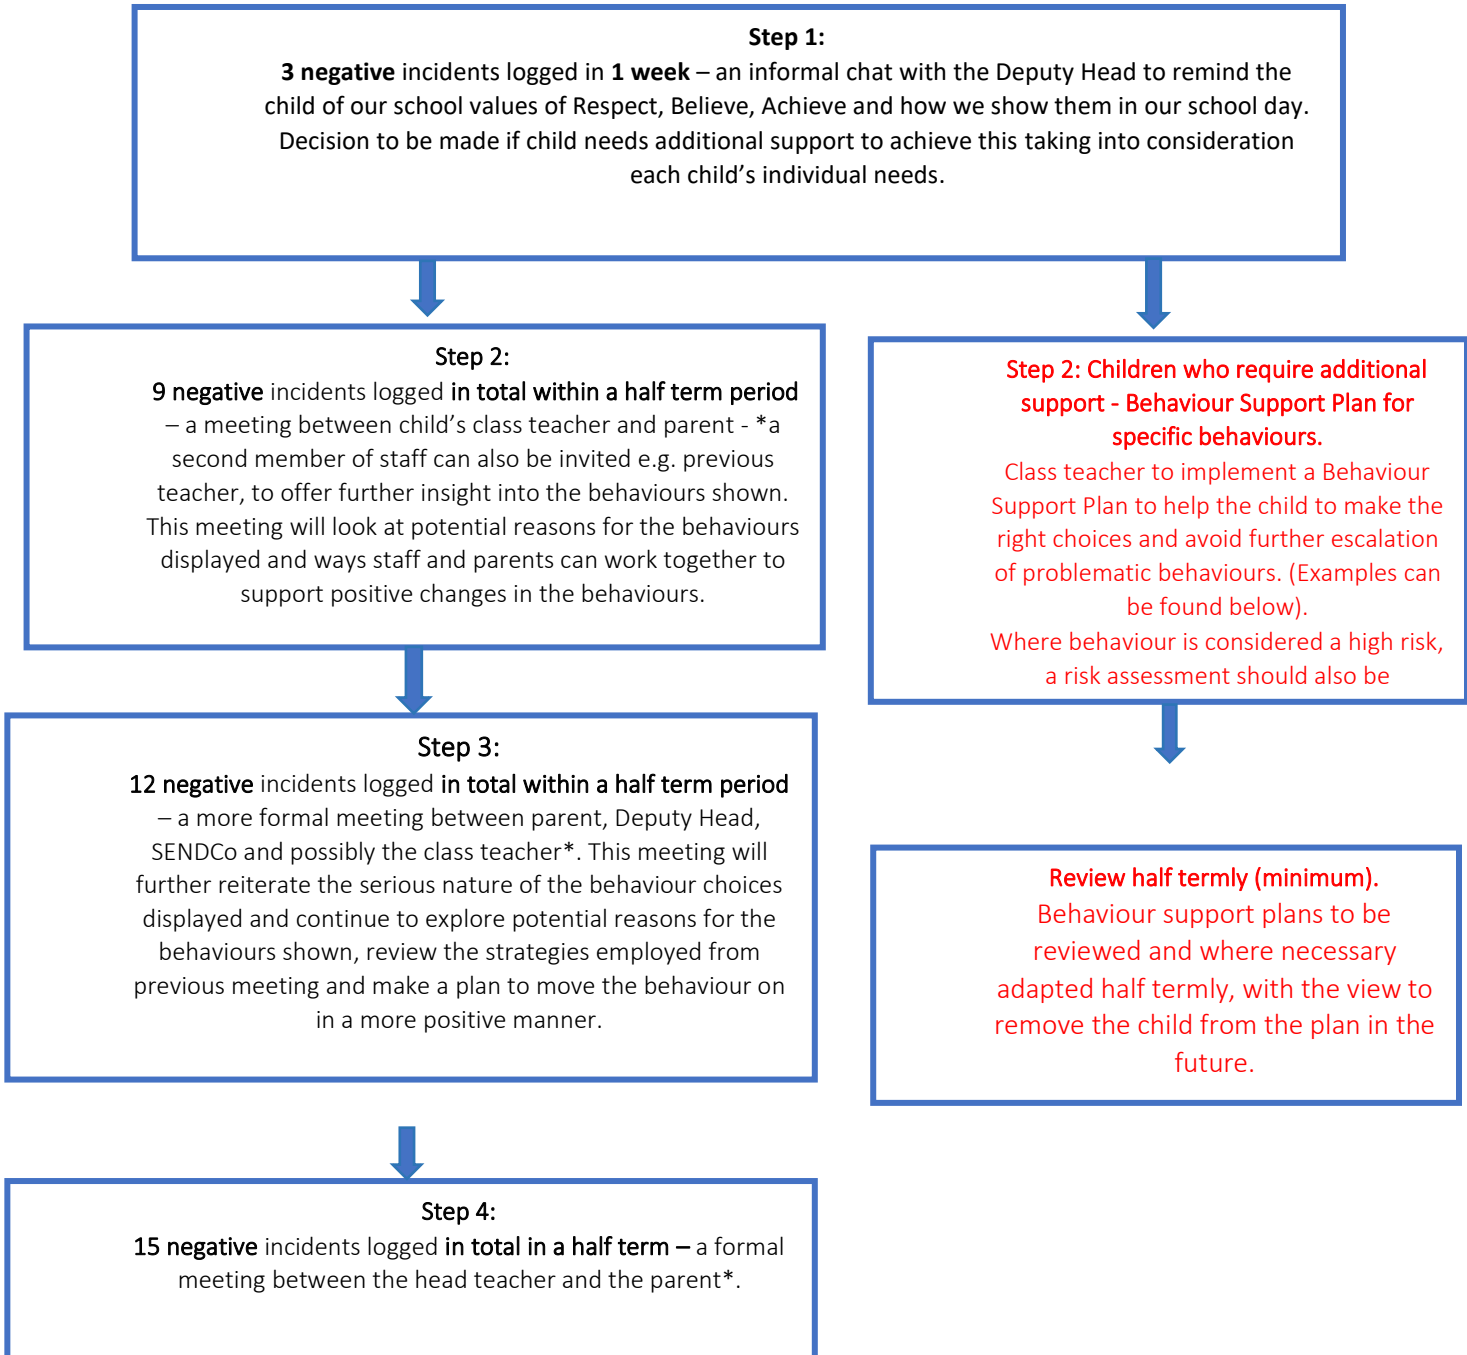 Step 1:
3 negative incidents logged in 1 week – an informal chat with the Deputy Head to remind the
child of our school values of Respect, Believe, Achieve and how we show them in our school day.
Decision to be made if child needs additional support to achieve this taking into consideration
each child’s individual needs.
Step 2:
9 negative incidents logged in total within a half term period
– a meeting between child’s class teacher and parent - *a
second member of staff can also be invited e.g. previous
teacher, to offer further insight into the behaviours shown.
This meeting will look at potential reasons for the behaviours
displayed and ways staff and parents can work together to
support positive changes in the behaviours.
Step 2: Children who require additional
support - Behaviour Support Plan for
specific behaviours.
Class teacher to implement a Behaviour
Support Plan to help the child to make the
right choices and avoid further escalation
of problematic behaviours. (Examples can
be found below).
Where behaviour is considered a high risk,
a risk assessment should also be
Step 3:
12 negative incidents logged in total within a half term period
– a more formal meeting between parent, Deputy Head,
SENDCo and possibly the class teacher*. This meeting will
further reiterate the serious nature of the behaviour choices
displayed and continue to explore potential reasons for the
behaviours shown, review the strategies employed from
previous meeting and make a plan to move the behaviour on
in a more positive manner.
Review half termly (minimum).
Behaviour support plans to be
reviewed and where necessary
adapted half termly, with the view to
remove the child from the plan in the
future.
Step 4:
15 negative incidents logged in total in a half term – a formal
meeting between the head teacher and the parent*.